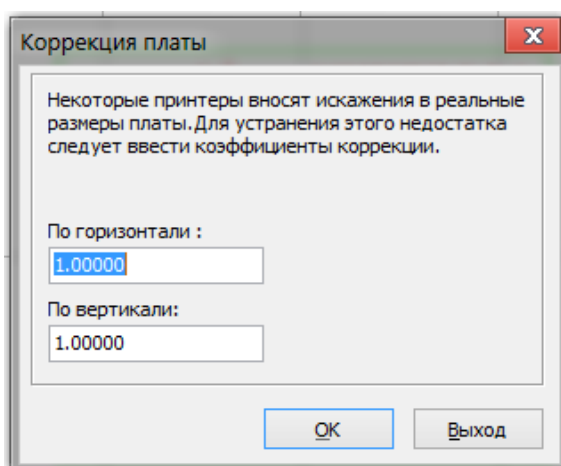 Коррекция платы
Некоторые принтеры вносят искажения в реальные
размеры платы.Для устранения этого недостатка
следует ввести коэффициенты коррекции.
По горизонтали :
1.00000
По вертикали:
1.00000
OK
Выход